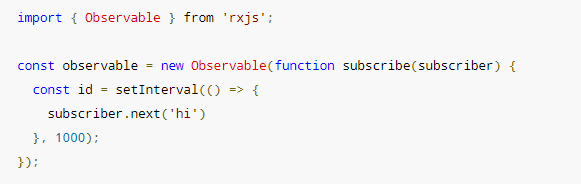 import { Observable } from 'rxjs';

const observable = new Observable(function subscribe(subscriber) {
  const id = setInterval(() => {
    subscriber.next('hi')
  }, 1000);
});